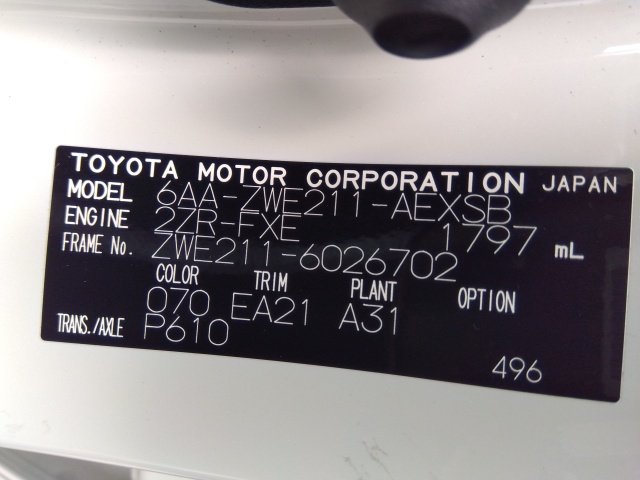 TOYOTA MOTOR CORPORATION JAPAN
MODEL 6AA-ZWE211-AEXSB
ENGINE 2ZR-FXE 1797 mL
FRAME No. ZWE211-6026702
COLOR TRIM PLANT OPTION
070 EA21 A31
TRANS./AXLE P610
496